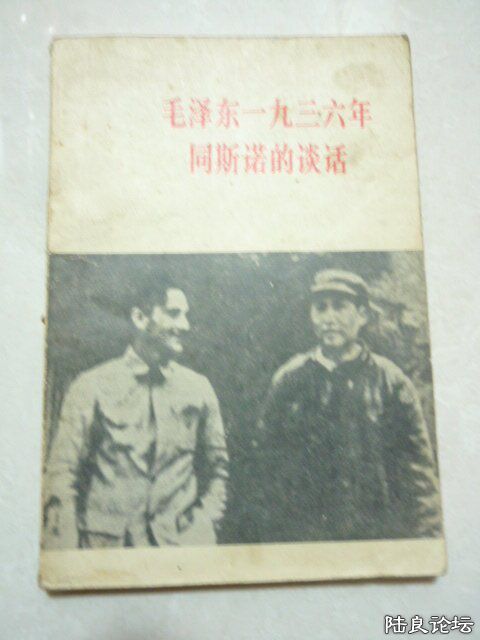 毛泽东一九三六年
同斯诺的谈话
陆良论坛